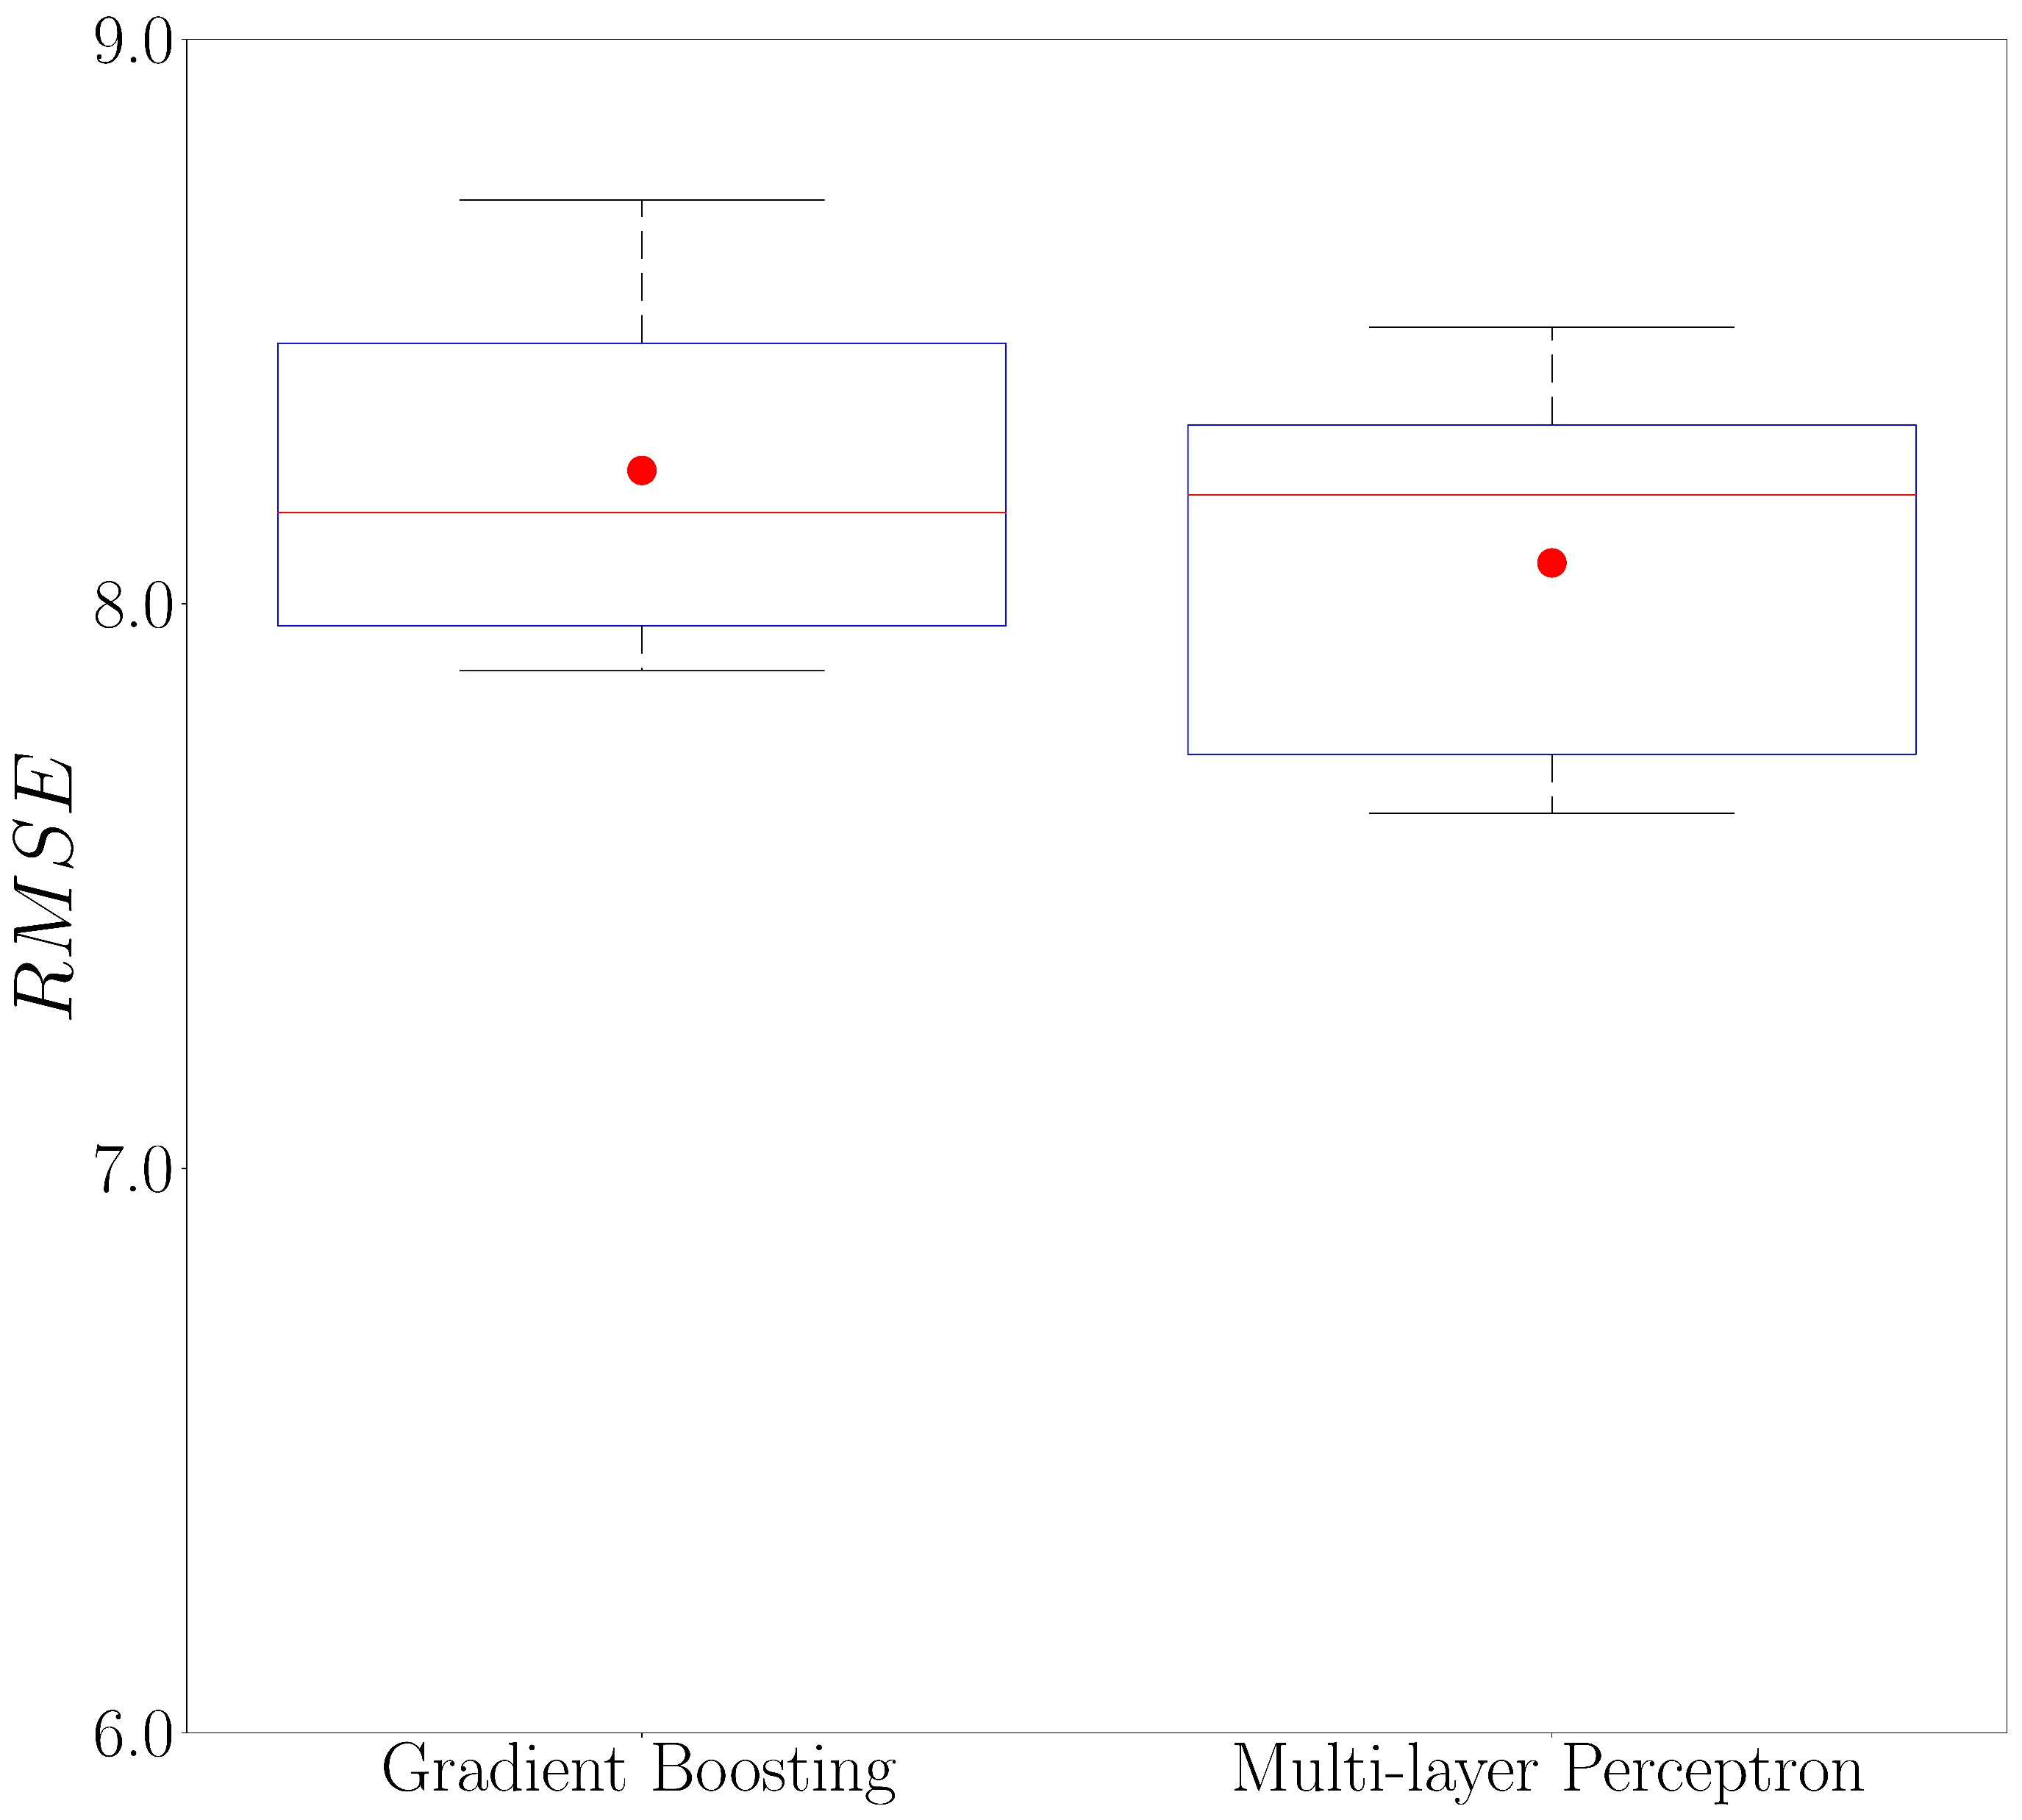 9.0
8.0
7.0
6.0
RMSE
Gradient Boosting
Multi-layer Perceptron